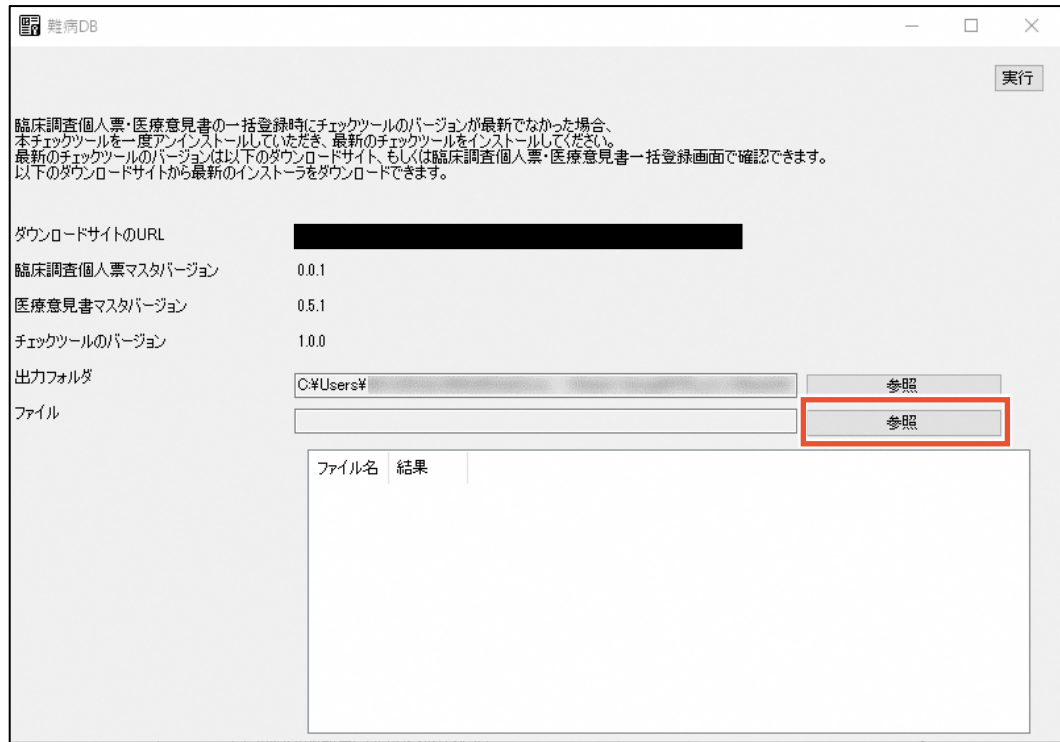 難病DB
実行
臨床調査個人票・医療意見書の一括登録時にチェックツールのバージョンが最新でなかった場合、
本チェックツールを一度アンインストールしていただき、最新のチェックツールをインストールしてください。
最新のチェックツールのバージョンは以下のダウンロードサイト、もしくは臨床調査個人票・医療意見書一括登録画面で確認できます。
以下のダウンロードサイトから最新のインストーラをダウンロードできます。
ダウンロードサイトのURL
臨床調査個人票マスタバージョン 0.0.1
医療意見書マスタバージョン 0.5.1
チェックツールのバージョン 1.0.0
出力フォルダ C:¥Users¥ 参照
ファイル 参照
ファイル名 結果